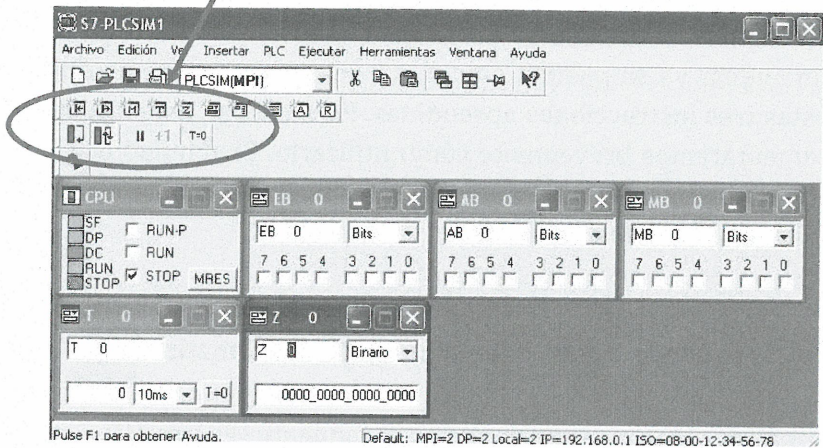 S7-PLCSIM1
Archivo Edición Ve Insertar PLC Ejecutar Herramientas Ventana Ayuda
PLCSIM(MPI)
E A M T Z A R
+1 T=0
CPU
SF
DP
DC
RUN
STOP
RUN-P
RUN
STOP
MRES
EB 0
EB 0 Bits
7 6 5 4 3 2 1 0
AB 0
AB 0 Bits
7 6 5 4 3 2 1 0
MB 0
MB 0 Bits
7 6 5 4 3 2 1 0
T 0
T 0
0 10ms T=0
Z 0
Z 0 Binario
0000_0000_0000_0000
Pulse F1 para obtener Ayuda. Default: MPI=2 DP=2 Local=2 IP=192.168.0.1 ISO=08-00-12-34-56-78